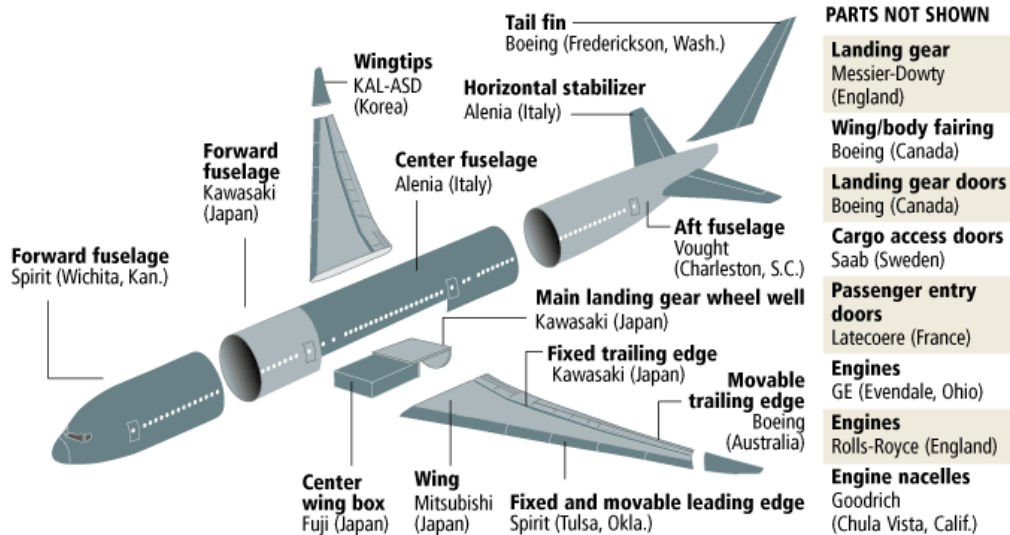 Tail fin
Boeing (Frederickson, Wash.)
Wingtips
KAL-ASD
(Korea)
Horizontal stabilizer
Alenia (Italy)
Forward
fuselage
Kawasaki
(Japan)
Center fuselage
Alenia (Italy)
Forward fuselage
Spirit (Wichita, Kan.)
Aft fuselage
Vought
(Charleston, S.C.)
Main landing gear wheel well
Kawasaki (Japan)
Fixed trailing edge
Kawasaki (Japan)
Movable
trailing edge
Boeing
(Australia)
Center
wing box
Fuji (Japan)
Wing
Mitsubishi
(Japan)
Fixed and movable leading edge
Spirit (Tulsa, Okla.)
PARTS NOT SHOWN
Landing gear
Messier-Dowty
(England)
Wing/body fairing
Boeing (Canada)
Landing gear doors
Boeing (Canada)
Cargo access doors
Saab (Sweden)
Passenger entry
doors
Latecoere (France)
Engines
GE (Evendale, Ohio)
Engines
Rolls-Royce (England)
Engine nacelles
Goodrich
(Chula Vista, Calif.)